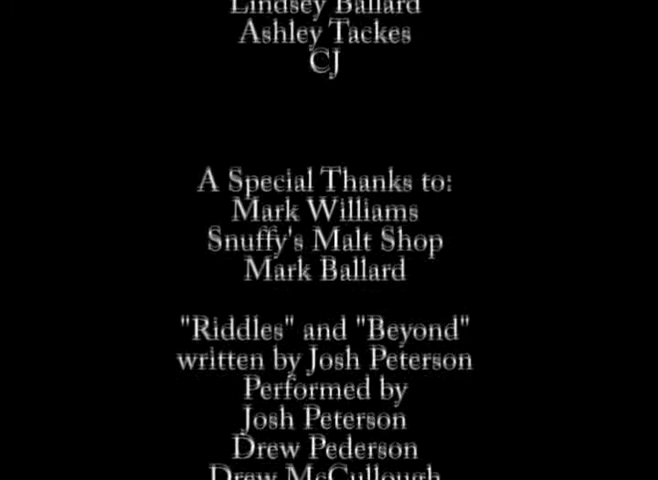 Lindsey Ballard
Ashley Tackes
CJ
A Special Thanks to:
Mark Williams
Snuffy's Malt Shop
Mark Ballard
"Riddles" and "Beyond"
written by Josh Peterson
Performed by
Josh Peterson
Drew Pederson
Drew McCullough